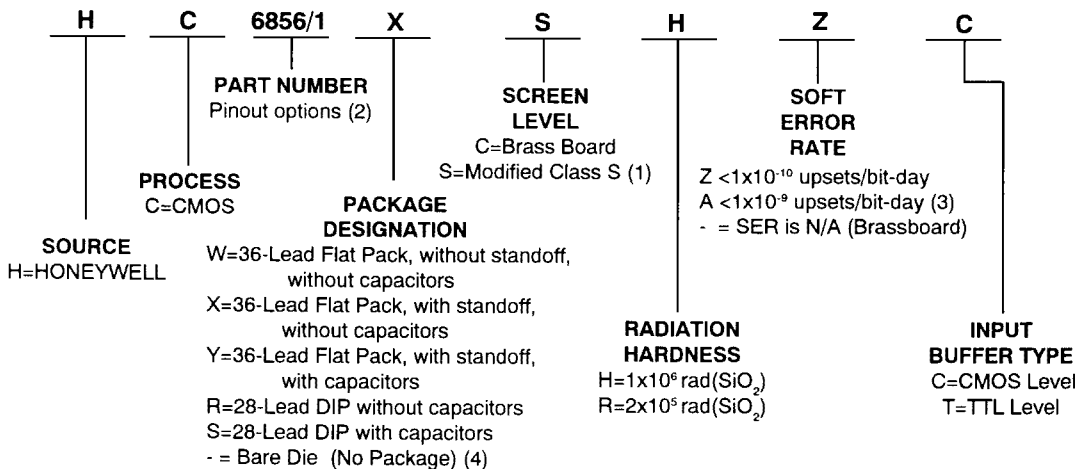 H C 6856/1 X S H Z C
PART NUMBER
Pinout options (2)
SCREEN
LEVEL
C=Brass Board
S=Modified Class S (1)
SOFT
ERROR
RATE
Z <1x10⁻¹⁰ upsets/bit-day
A <1x10⁻⁹ upsets/bit-day (3)
- = SER is N/A (Brassboard)
PROCESS
C=CMOS
SOURCE
H=HONEYWELL
PACKAGE
DESIGNATION
W=36-Lead Flat Pack, without standoff,
without capacitors
X=36-Lead Flat Pack, with standoff,
without capacitors
Y=36-Lead Flat Pack, with standoff,
with capacitors
R=28-Lead DIP without capacitors
S=28-Lead DIP with capacitors
- = Bare Die (No Package) (4)
RADIATION
HARDNESS
H=1x10⁶ rad(SiO₂)
R=2x10⁵ rad(SiO₂)
INPUT
BUFFER TYPE
C=CMOS Level
T=TTL Level